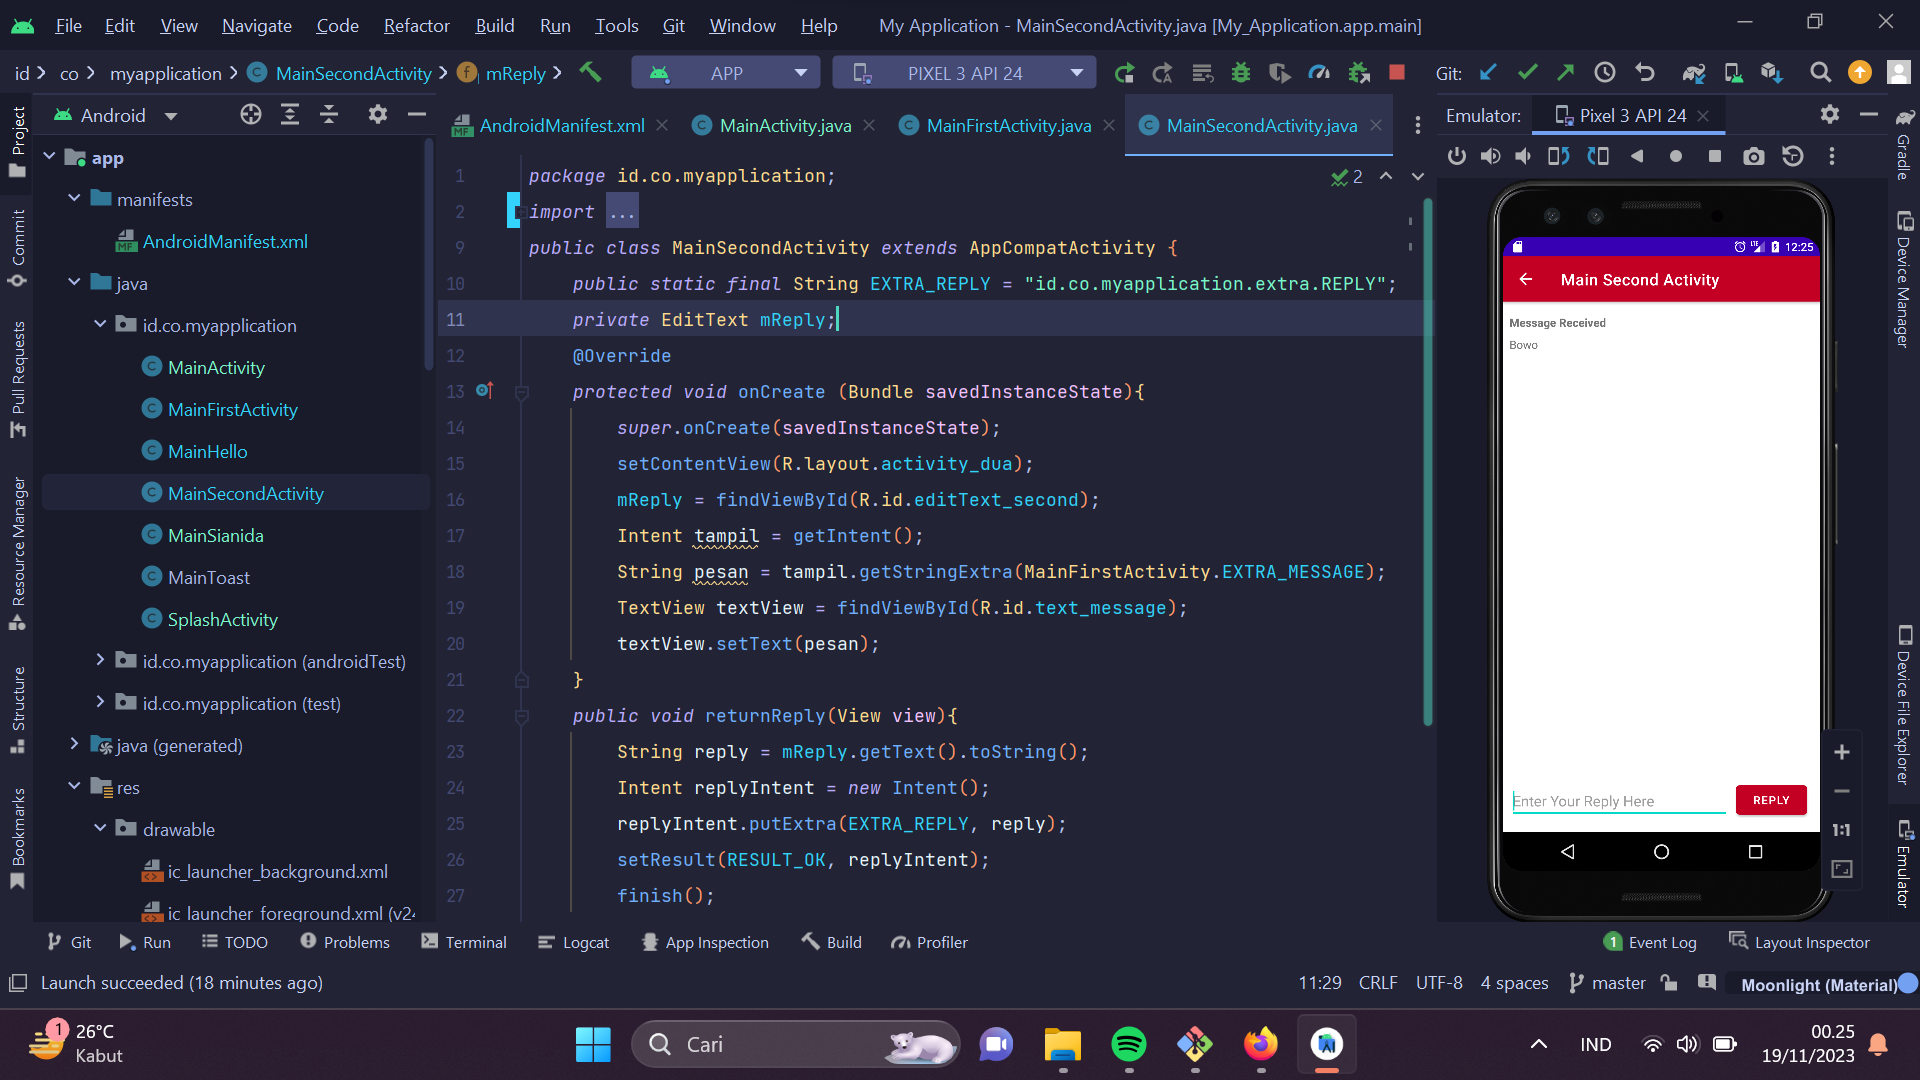 File Edit View Navigate Code Refactor Build Run Tools Git Window Help My Application - MainSecondActivity.java [My_Application.app.main]
id co myapplication MainSecondActivity mReply APP PIXEL 3 API 24 Git:
Android
AndroidManifest.xml MainActivity.java MainFirstActivity.java MainSecondActivity.java
Emulator: Pixel 3 API 24
Project
Commit
Pull Requests
Resource Manager
Structure
Bookmarks
app
manifests
AndroidManifest.xml
java
id.co.myapplication
MainActivity
MainFirstActivity
MainHello
MainSecondActivity
MainSianida
MainToast
SplashActivity
id.co.myapplication (androidTest)
id.co.myapplication (test)
java (generated)
res
drawable
ic_launcher_background.xml
ic_launcher_foreground.xml (v24
2
1 package id.co.myapplication;
2 import ...
9 public class MainSecondActivity extends AppCompatActivity {
10 public static final String EXTRA_REPLY = "id.co.myapplication.extra.REPLY";
11 private EditText mReply;
12 @Override
13 protected void onCreate (Bundle savedInstanceState){
14 super.onCreate(savedInstanceState);
15 setContentView(R.layout.activity_dua);
16 mReply = findViewById(R.id.editText_second);
17 Intent tampil = getIntent();
18 String pesan = tampil.getStringExtra(MainFirstActivity.EXTRA_MESSAGE);
19 TextView textView = findViewById(R.id.text_message);
20 textView.setText(pesan);
21 }
22 public void returnReply(View view){
23 String reply = mReply.getText().toString();
24 Intent replyIntent = new Intent();
25 replyIntent.putExtra(EXTRA_REPLY, reply);
26 setResult(RESULT_OK, replyIntent);
27 finish();
LTE 12:25
Main Second Activity
Message Received
Bowo
Enter Your Reply Here REPLY
1:1
Gradle
Device Manager
Device File Explorer
Emulator
Git Run TODO Problems Terminal Logcat App Inspection Build Profiler 1 Event Log Layout Inspector
Launch succeeded (18 minutes ago) 11:29 CRLF UTF-8 4 spaces master Moonlight (Material)
1 26°C
Kabut
Cari
IND
00.25
19/11/2023